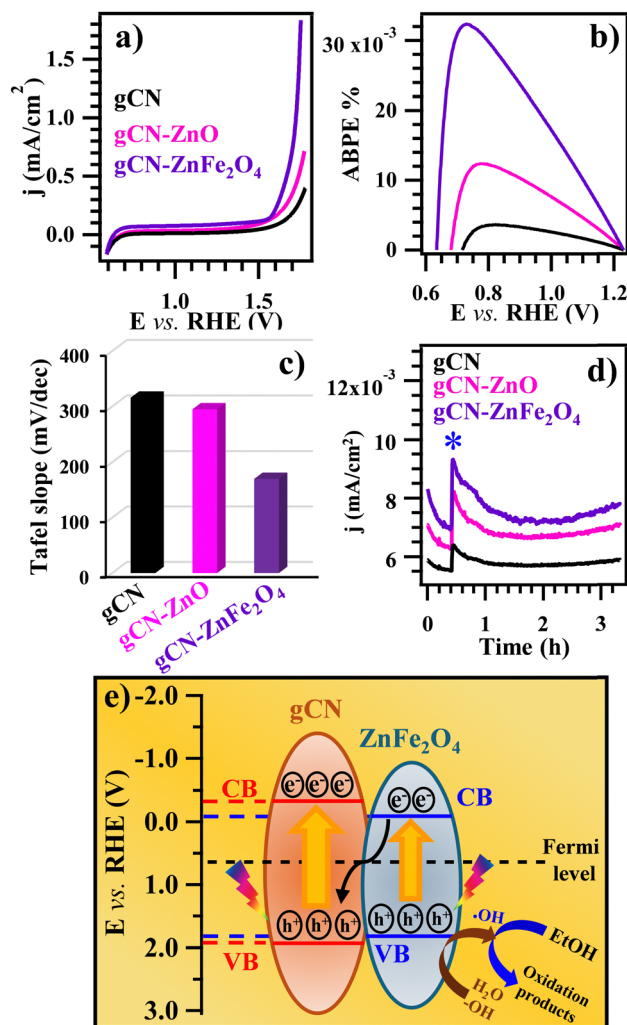 a)
j (mA/cm²)
1.5
1.0
0.5
0.0
gCN
gCN-ZnO
gCN-ZnFe₂O₄
1.0
1.5
E vs. RHE (V)
b)
ABPE %
30 x10⁻³
20
10
0
0.6
0.8
1.0
1.2
E vs. RHE (V)
c)
Tafel slope (mV/dec)
400
300
200
100
0
gCN
gCN-ZnO
gCN-ZnFe₂O₄
d)
gCN
gCN-ZnO
gCN-ZnFe₂O₄
*
j (mA/cm²)
12x10⁻³
10
8
6
0
1
2
3
Time (h)
e)
E vs. RHE (V)
-2.0
-1.0
0.0
1.0
2.0
3.0
gCN
ZnFe₂O₄
CB
e⁻ e⁻ e⁻
e⁻ e⁻
CB
Fermi
level
h⁺ h⁺ h⁺
h⁺ h⁺ h⁺
VB
VB
·OH
EtOH
H₂O
-OH
Oxidation
products